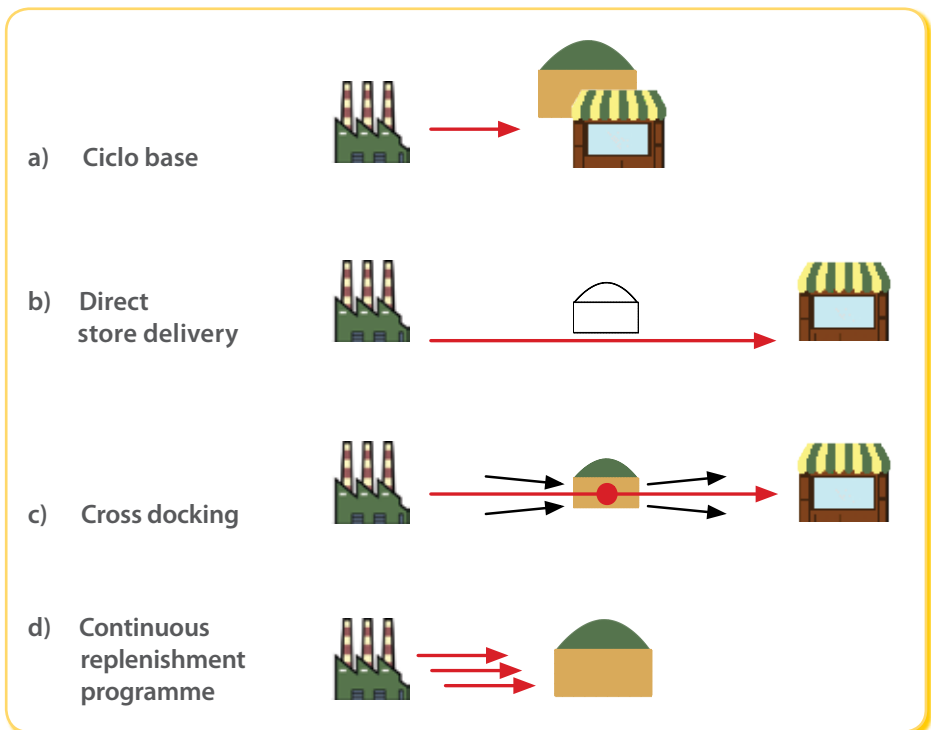 a) Ciclo base
b) Direct
store delivery
c) Cross docking
d) Continuous
replenishment
programme